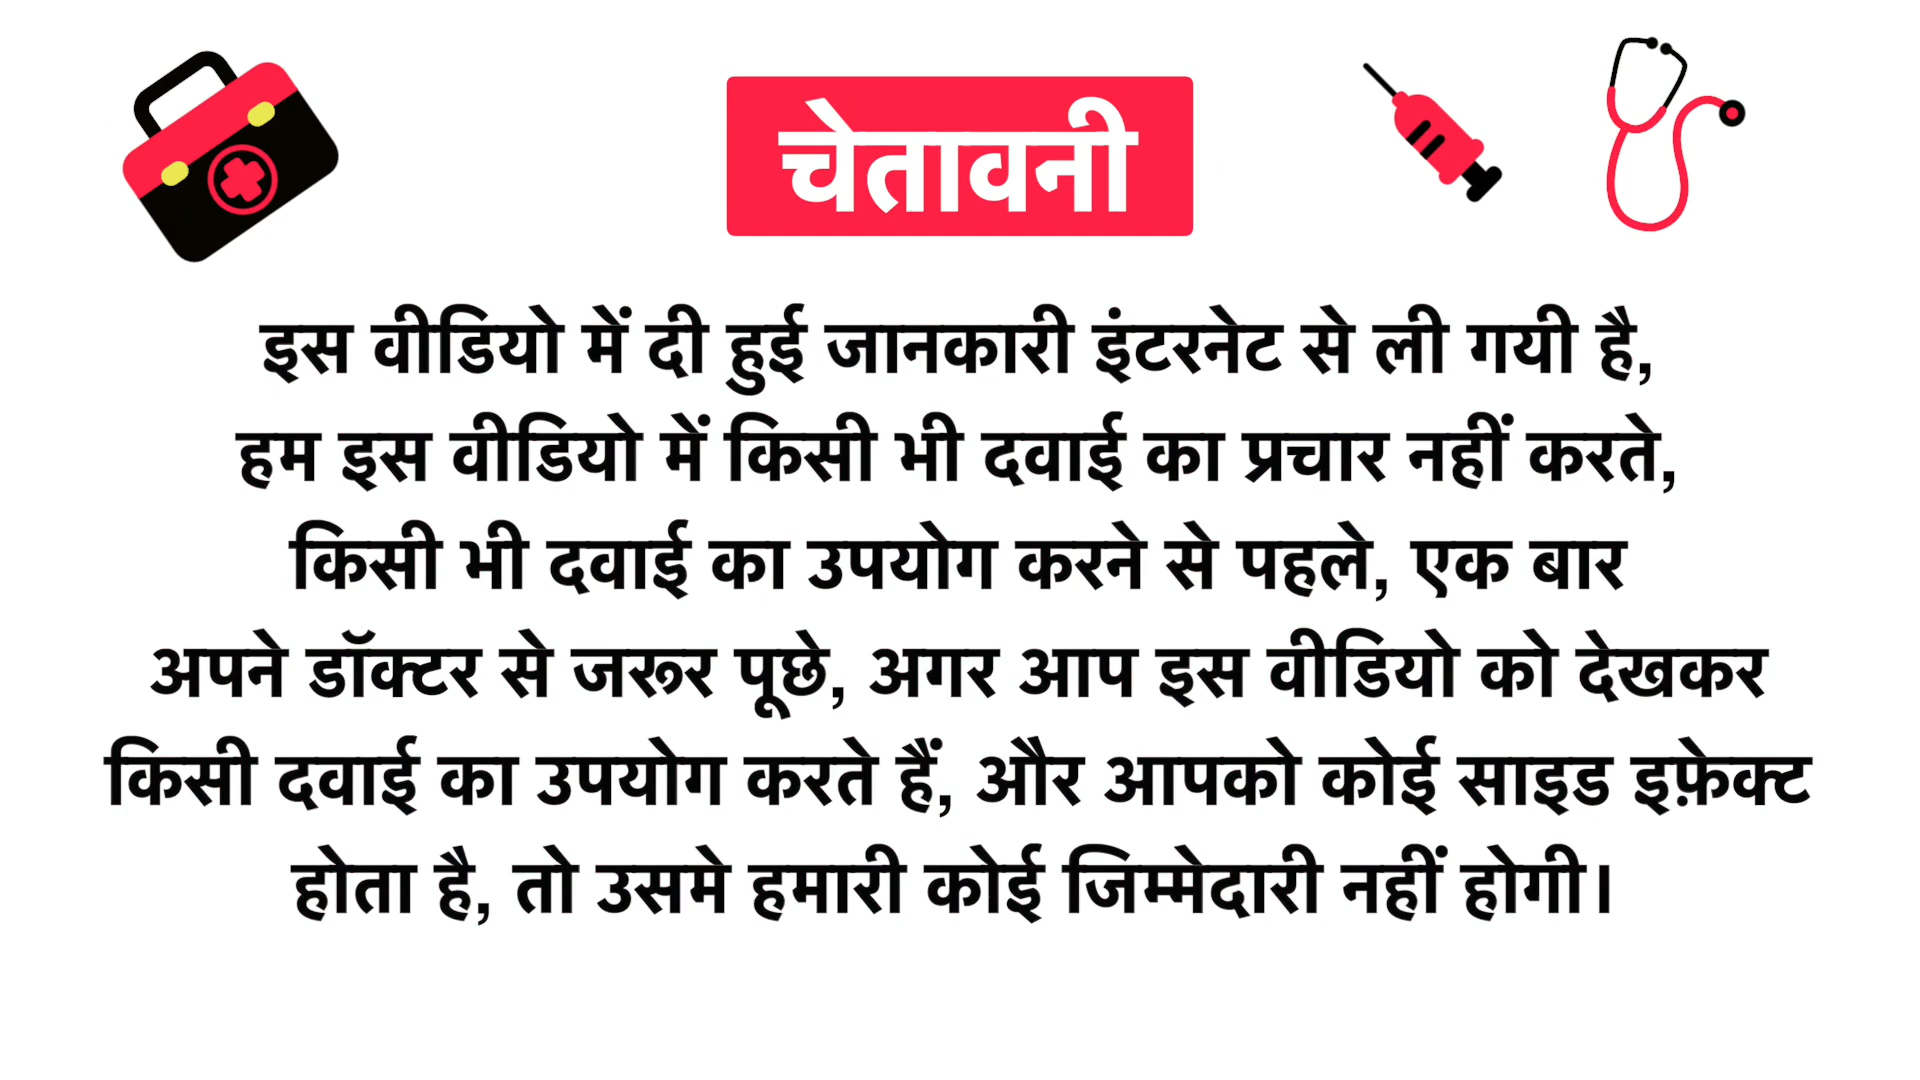 चेतावनी
इस वीडियो में दी हुई जानकारी इंटरनेट से ली गयी है,
हम इस वीडियो में किसी भी दवाई का प्रचार नहीं करते,
किसी भी दवाई का उपयोग करने से पहले, एक बार
अपने डॉक्टर से जरूर पूछे, अगर आप इस वीडियो को देखकर
किसी दवाई का उपयोग करते हैं, और आपको कोई साइड इफ़ेक्ट
होता है, तो उसमे हमारी कोई जिम्मेदारी नहीं होगी।